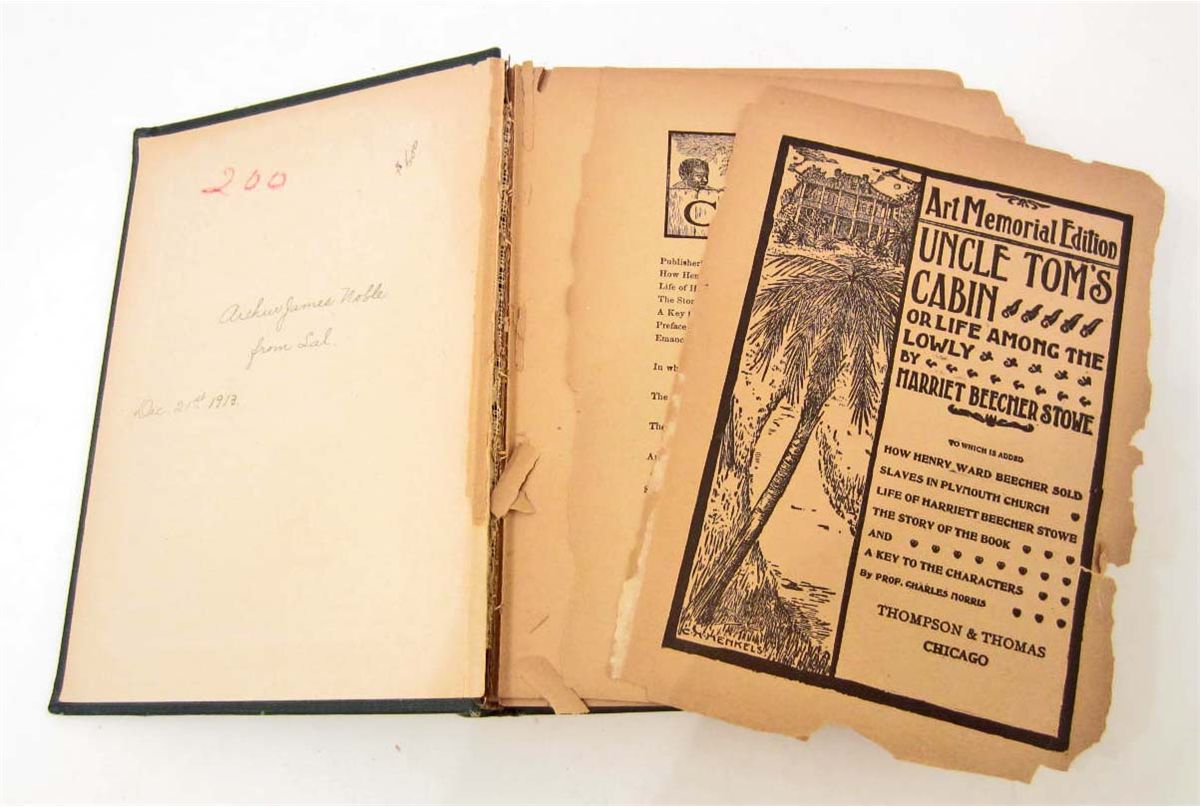 200
Arthur James Noble
from Sal.
Dec. 21st 1913.
C
Publisher'
How Hen
Life of H
The Stor
A Key t
Preface
Emanc
In wh
The
The
A
S
Art Memorial Edition
UNCLE TOM'S
CABIN
OR LIFE AMONG THE
LOWLY
BY
HARRIET BEECHER STOWE
TO WHICH IS ADDED
HOW HENRY WARD BEECHER SOLD
SLAVES IN PLYMOUTH CHURCH
LIFE OF HARRIETT BEECHER STOWE
THE STORY OF THE BOOK
AND
A KEY TO THE CHARACTERS
By PROF. CHARLES MORRIS
THOMPSON & THOMAS
CHICAGO
HENKELS